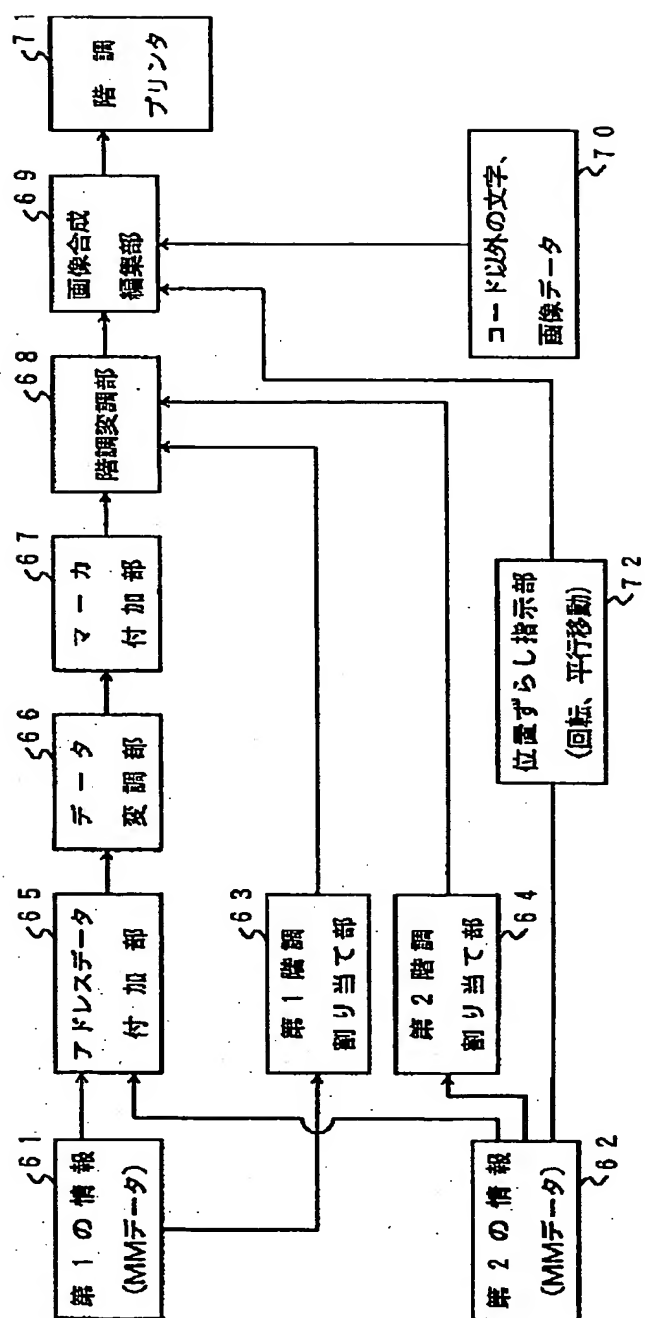 61
第1の情報
(MMデータ)
65
アドレスデータ
付加部
66
データ
変調部
67
マーカ
付加部
68
階調変調部
69
画像合成
編集部
71
階調
プリンタ
63
第1階調
割り当て部
62
第2の情報
(MMデータ)
64
第2階調
割り当て部
72
位置ずらし指示部
(回転、平行移動)
70
コード以外の文字、
画像データ